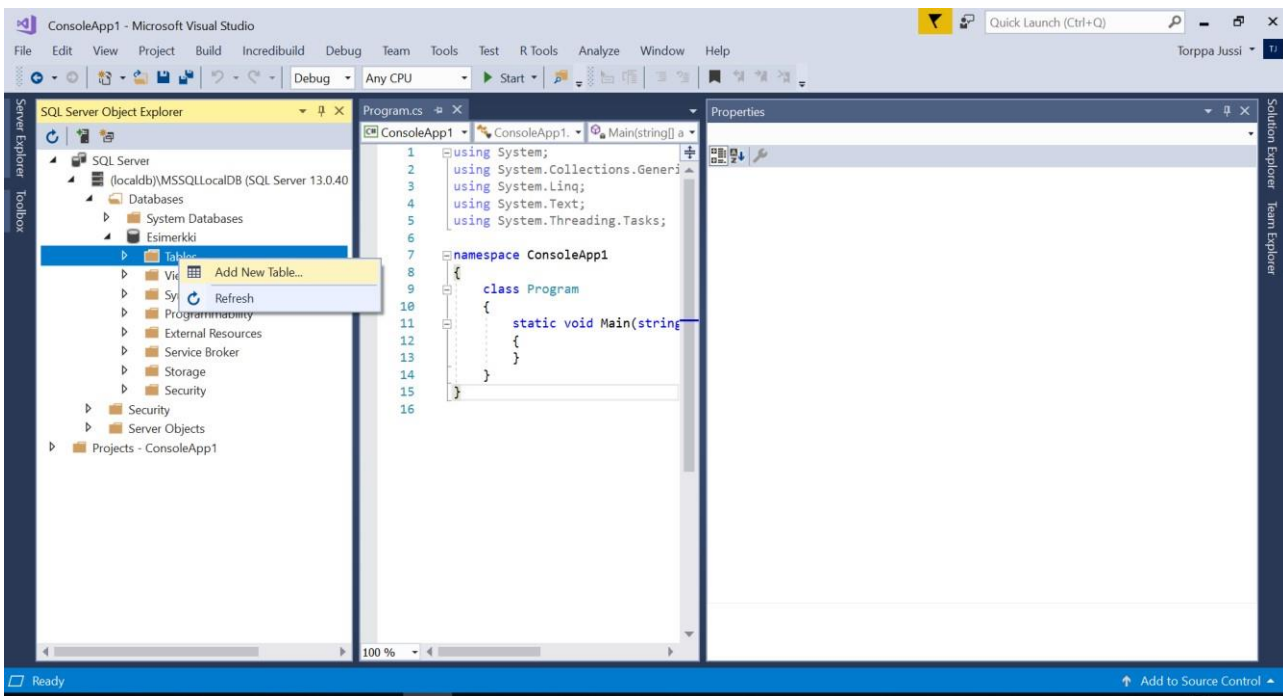 ConsoleApp1 - Microsoft Visual Studio
Quick Launch (Ctrl+Q)
File Edit View Project Build Incredibuild Debug Team Tools Test R Tools Analyze Window Help
Torppa Jussi TJ
Debug Any CPU Start
Server Explorer
Toolbox
SQL Server Object Explorer
SQL Server
(localdb)\MSSQLLocalDB (SQL Server 13.0.40
Databases
System Databases
Esimerkki
Tables
Vie
Sy
Programmability
External Resources
Service Broker
Storage
Security
Security
Server Objects
Projects - ConsoleApp1
Add New Table...
Refresh
Program.cs
C# ConsoleApp1 ConsoleApp1. Main(string[] a
1 using System;
2 using System.Collections.Generi
3 using System.Linq;
4 using System.Text;
5 using System.Threading.Tasks;
6
7 namespace ConsoleApp1
8 {
9 class Program
10 {
11 static void Main(string
12 {
13 }
14 }
15 }
16
100 %
Properties
Solution Explorer
Team Explorer
Ready
Add to Source Control